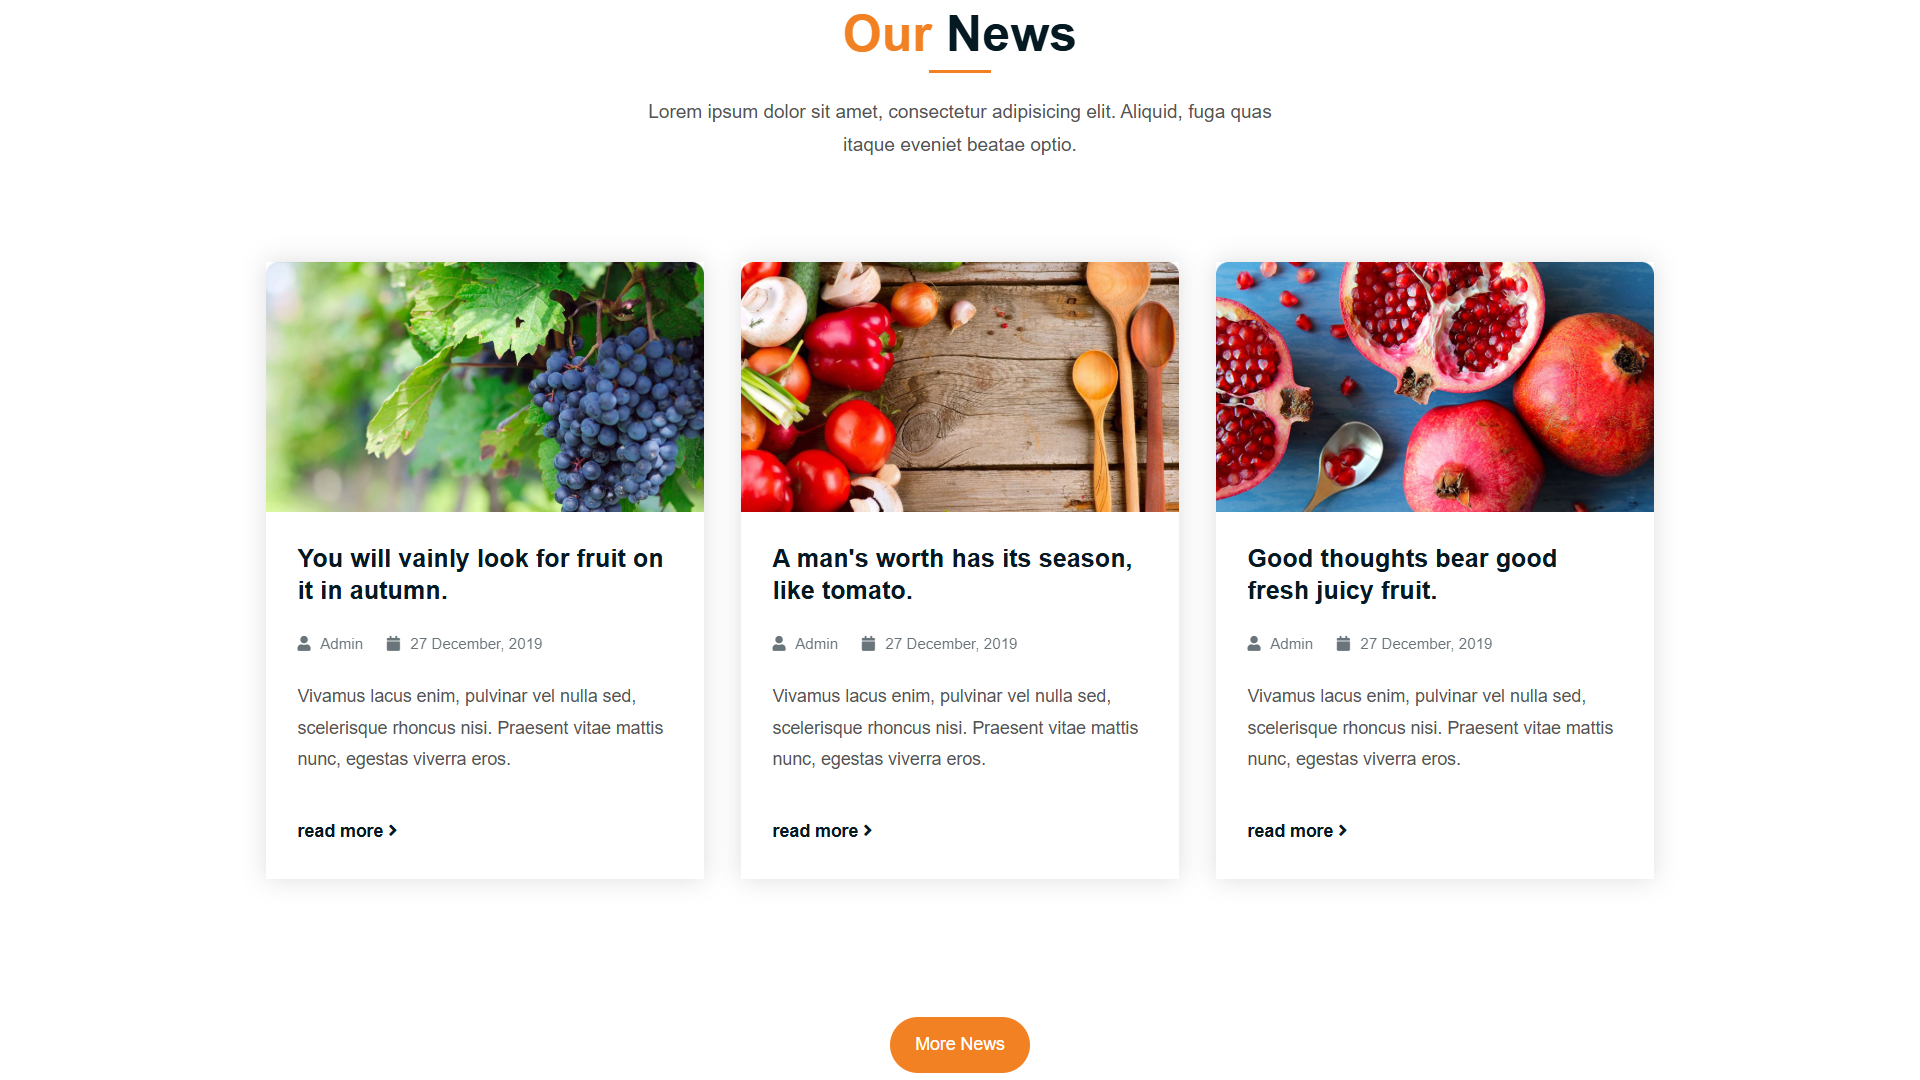 Our News
Lorem ipsum dolor sit amet, consectetur adipisicing elit. Aliquid, fuga quas
itaque eveniet beatae optio.
You will vainly look for fruit on
it in autumn.
Admin 27 December, 2019
Vivamus lacus enim, pulvinar vel nulla sed,
scelerisque rhoncus nisi. Praesent vitae mattis
nunc, egestas viverra eros.
read more
A man's worth has its season,
like tomato.
Admin 27 December, 2019
Vivamus lacus enim, pulvinar vel nulla sed,
scelerisque rhoncus nisi. Praesent vitae mattis
nunc, egestas viverra eros.
read more
Good thoughts bear good
fresh juicy fruit.
Admin 27 December, 2019
Vivamus lacus enim, pulvinar vel nulla sed,
scelerisque rhoncus nisi. Praesent vitae mattis
nunc, egestas viverra eros.
read more
More News